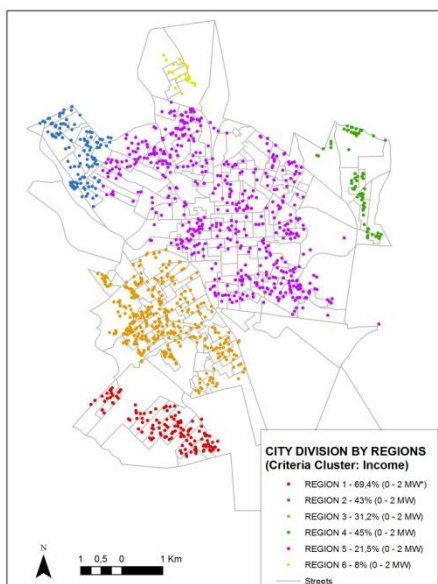 CITY DIVISION BY REGIONS
(Criteria Cluster: Income)
REGION 1 - 69,4% (0 - 2 MW*)
REGION 2 - 43% (0 - 2 MW)
REGION 3 - 31,2% (0 - 2 MW)
REGION 4 - 45% (0 - 2 MW)
REGION 5 - 21,5% (0 - 2 MW)
REGION 6 - 8% (0 - 2 MW)
Streets
N
1 0,5 0 1 Km